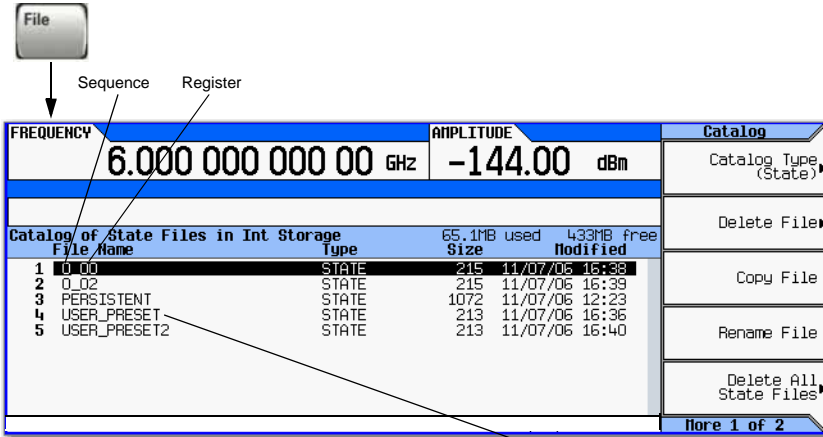 File
Sequence Register
FREQUENCY AMPLITUDE Catalog
6.000 000 000 00 GHz -144.00 dBm
Catalog Type (State)
Delete File
Catalog of State Files in Int Storage 65.1MB used 433MB free
File Name Type Size Modified
1 0_00 STATE 215 11/07/06 16:38
2 0_02 STATE 215 11/07/06 16:39
3 PERSISTENT STATE 1072 11/07/06 12:23
4 USER_PRESET STATE 213 11/07/06 16:36
5 USER_PRESET2 STATE 213 11/07/06 16:40
Copy File
Rename File
Delete All
State Files
More 1 of 2